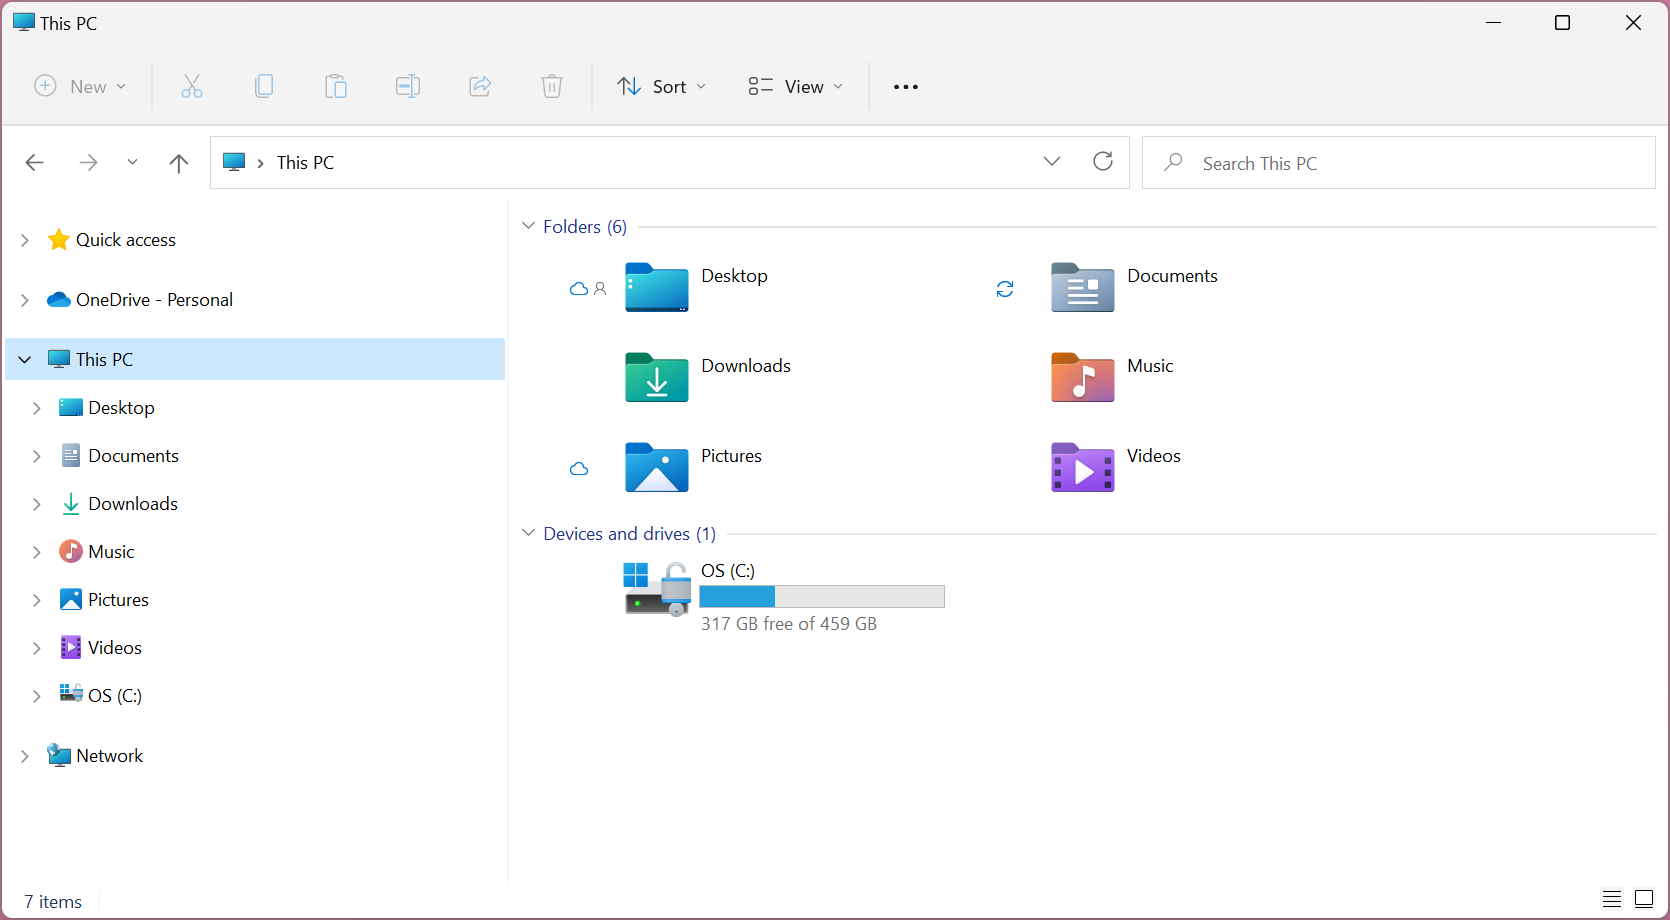 This PC
New
Sort
View
This PC
Search This PC
Quick access
OneDrive - Personal
This PC
Desktop
Documents
Downloads
Music
Pictures
Videos
OS (C:)
Network
Folders (6)
Desktop
Documents
Downloads
Music
Pictures
Videos
Devices and drives (1)
OS (C:)
317 GB free of 459 GB
7 items